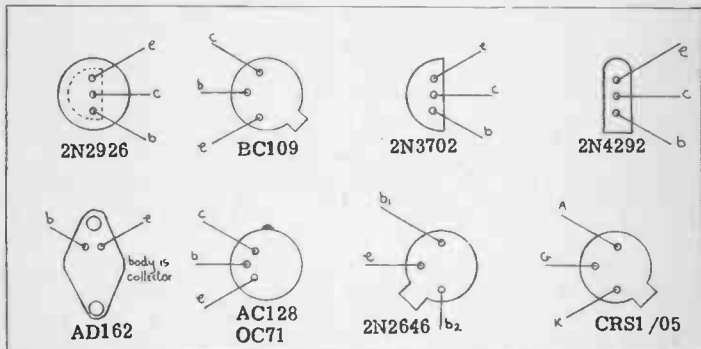 e
c
b
2N2926
c
b
e
BC109
e
c
b
2N3702
e
c
b
2N4292
b
e
body is
collector
AD162
c
b
e
AC128
OC71
b1
e
b2
2N2646
A
G
K
CRS1/05